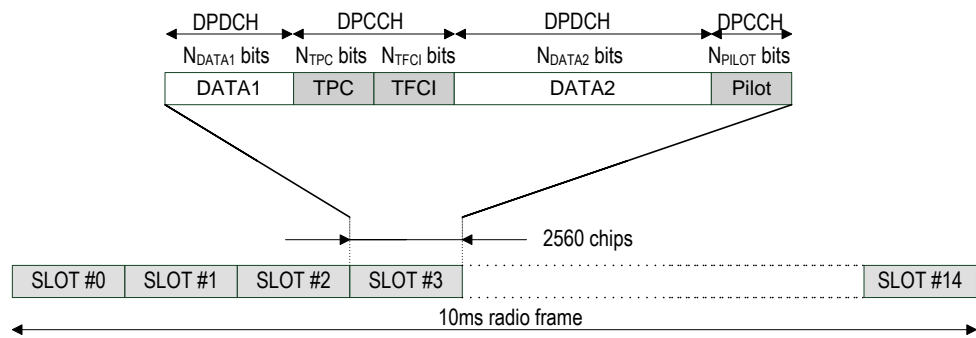 DPDCH DPCCH DPDCH DPCCH
NDATA1 bits NTPC bits NTFCI bits NDATA2 bits NPILOT bits
DATA1 TPC TFCI DATA2 Pilot
2560 chips
SLOT #0 SLOT #1 SLOT #2 SLOT #3 SLOT #14
10ms radio frame